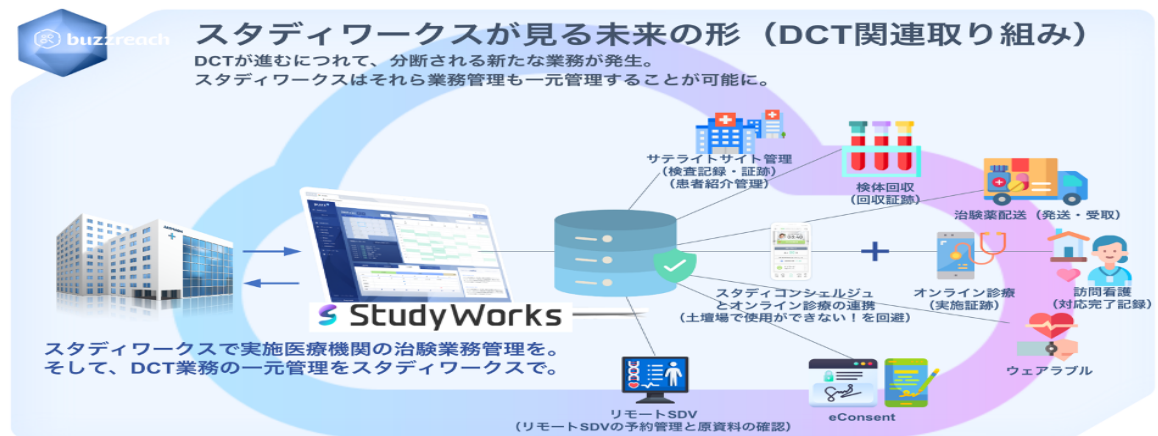 buzzreach
スタディワークスが見る未来の形（DCT関連取り組み）
DCTが進むにつれて、分断される新たな業務が発生。
スタディワークスはそれら業務管理も一元管理することが可能に。
サテライトサイト管理
（検査記録・証跡）
（患者紹介管理）
検体回収
（回収証跡）
治験薬配送（発送・受取）
スタディコンシェルジュ
とオンライン診療の連携
（土壇場で使用ができない！を回避）
オンライン診療
（実施証跡）
訪問看護
（対応完了記録）
StudyWorks
スタディワークスで実施医療機関の治験業務管理を。
そして、DCT業務の一元管理をスタディワークスで。
ウェアラブル
リモートSDV
（リモートSDVの予約管理と原資料の確認）
eConsent